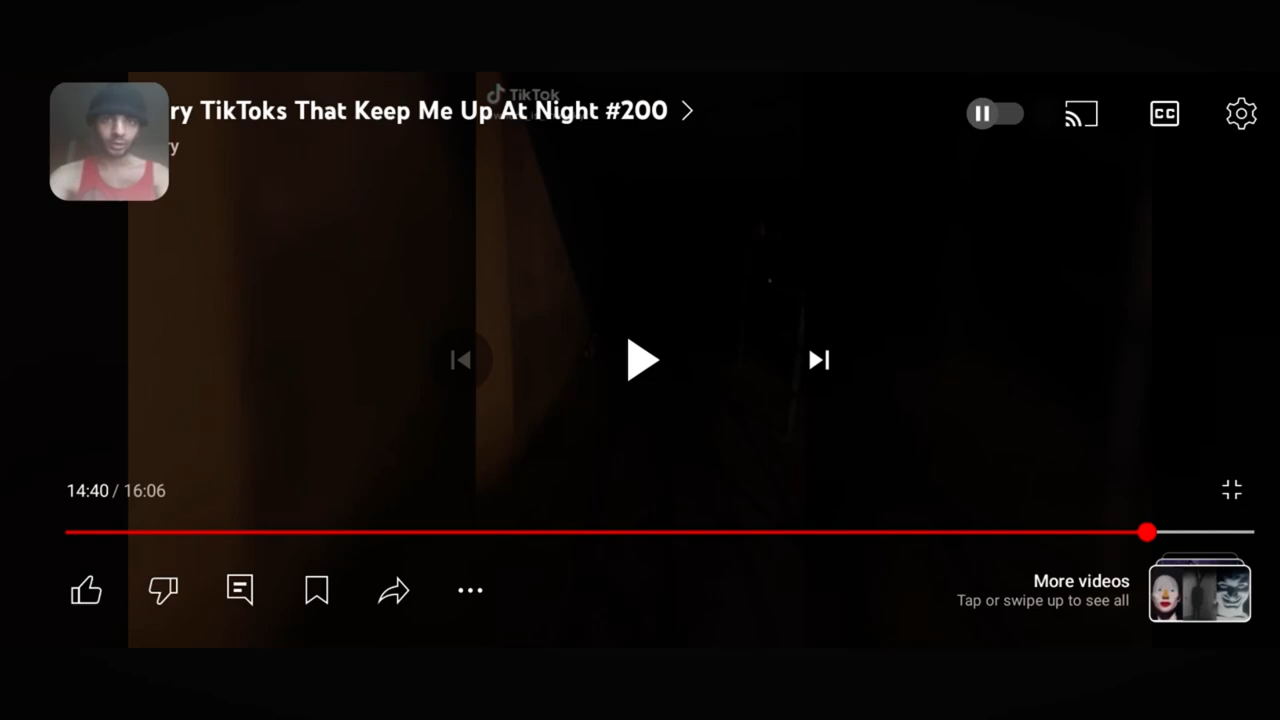 TikTok
ry TikToks That Keep Me Up At Night #200
y
CC
14:40 / 16:06
More videos
Tap or swipe up to see all